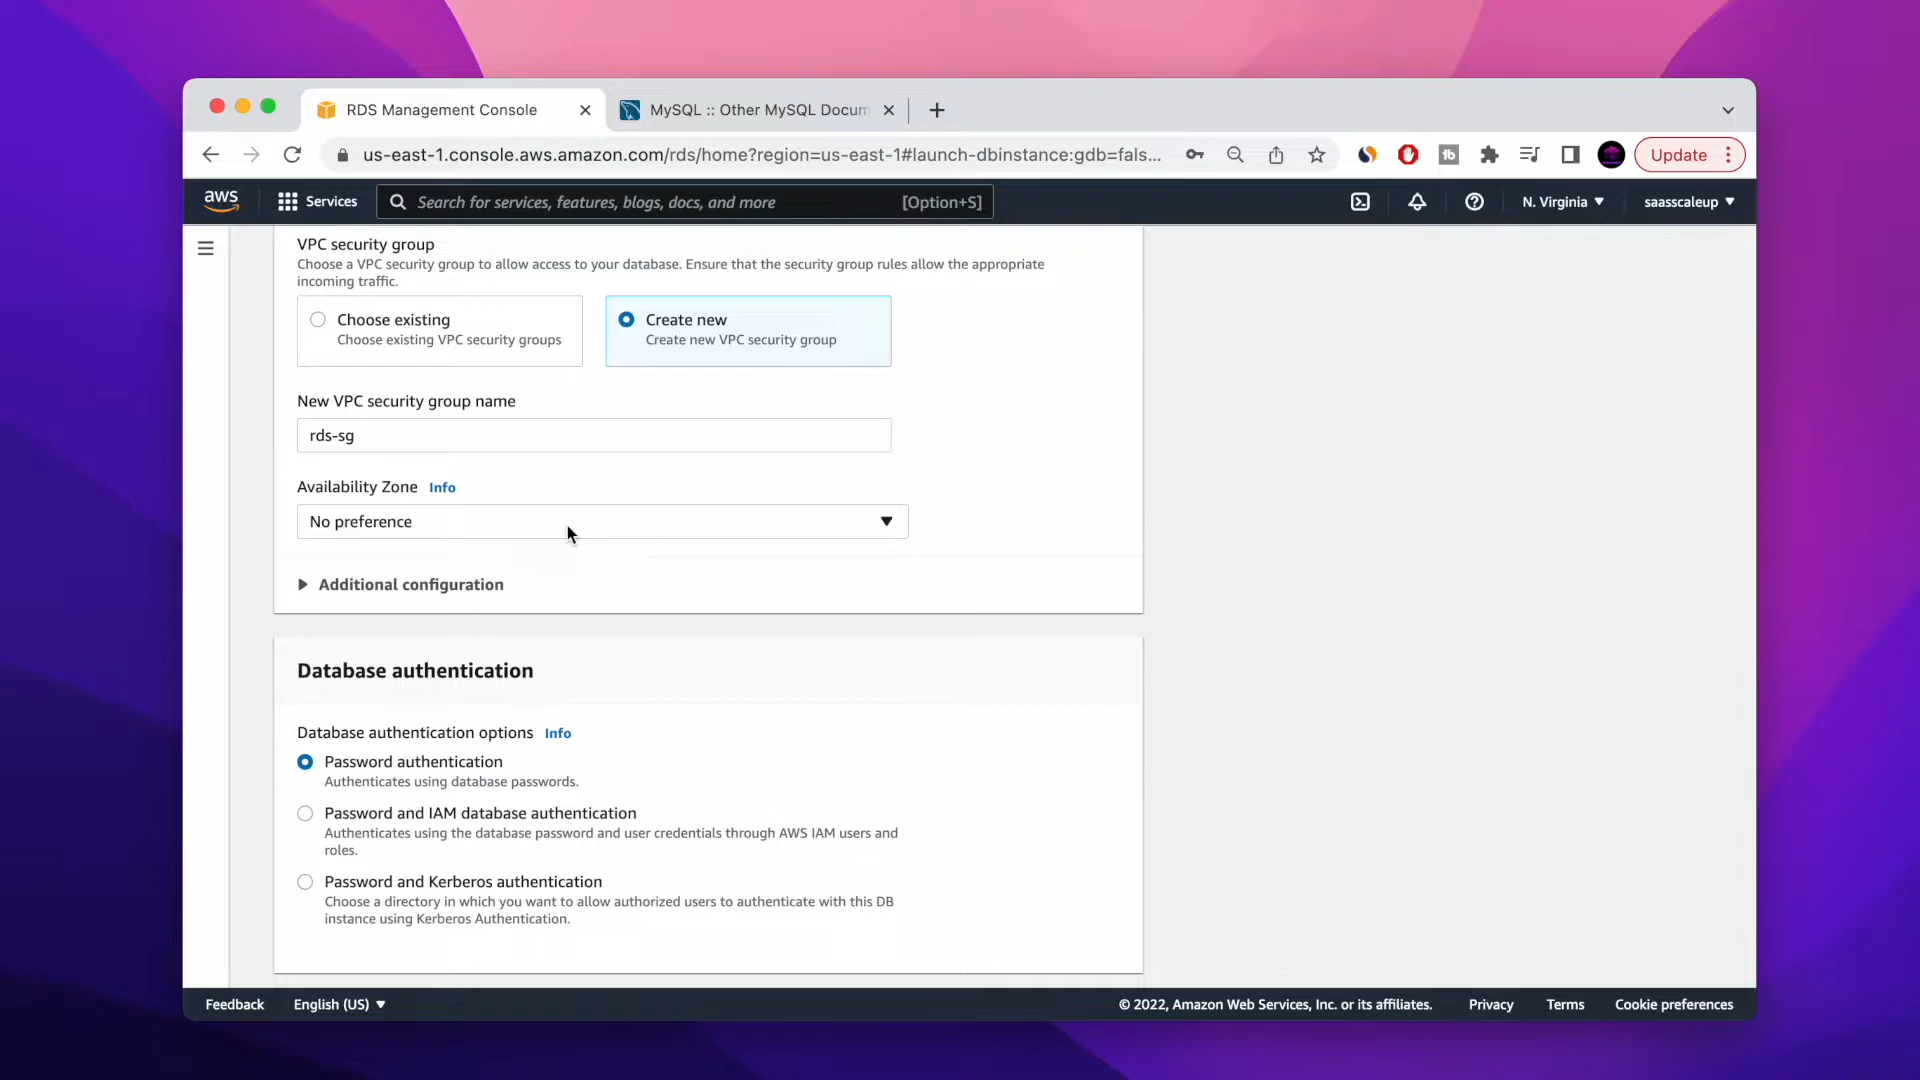 RDS Management Console
MySQL :: Other MySQL Docum
us-east-1.console.aws.amazon.com/rds/home?region=us-east-1#launch-dbinstance:gdb=fals...
tb
Update
aws
Services
Search for services, features, blogs, docs, and more
[Option+S]
N. Virginia
saasscaleup
VPC security group
Choose a VPC security group to allow access to your database. Ensure that the security group rules allow the appropriate
incoming traffic.
Choose existing
Choose existing VPC security groups
Create new
Create new VPC security group
New VPC security group name
rds-sg
Availability Zone Info
No preference
Additional configuration
Database authentication
Database authentication options Info
Password authentication
Authenticates using database passwords.
Password and IAM database authentication
Authenticates using the database password and user credentials through AWS IAM users and
roles.
Password and Kerberos authentication
Choose a directory in which you want to allow authorized users to authenticate with this DB
instance using Kerberos Authentication.
Feedback
English (US)
© 2022, Amazon Web Services, Inc. or its affiliates.
Privacy
Terms
Cookie preferences